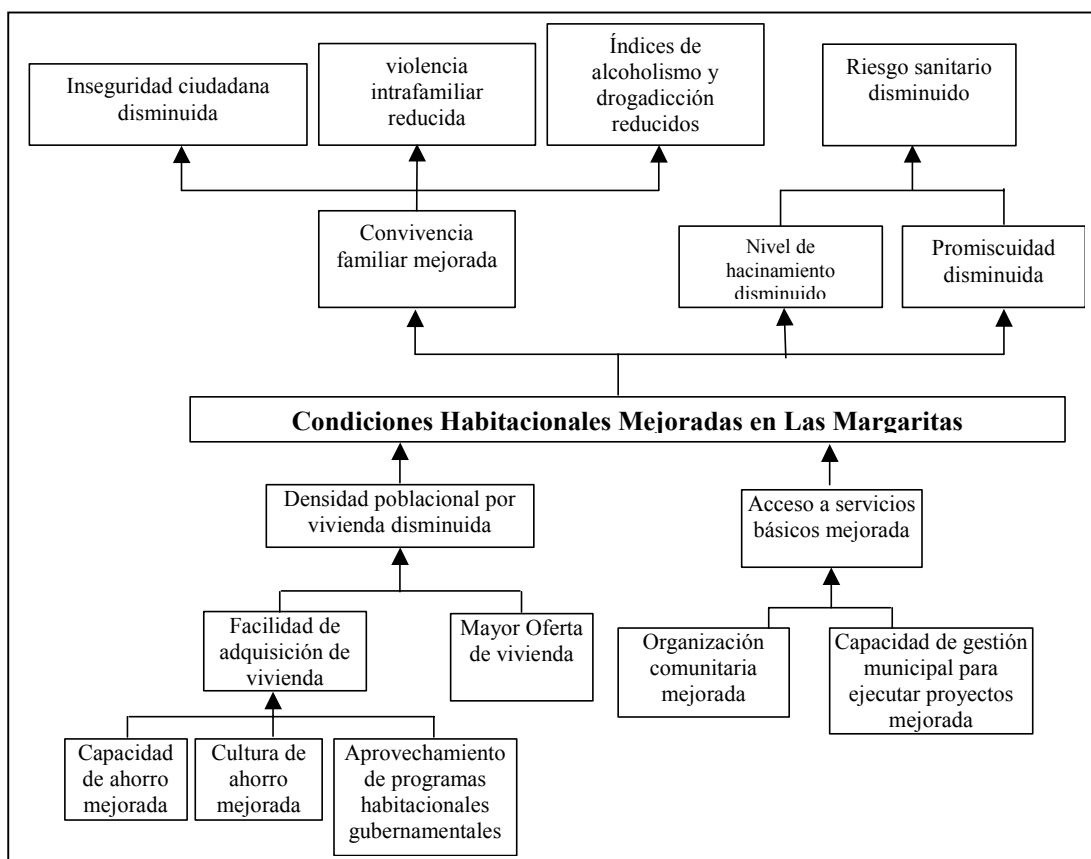 Inseguridad ciudadana
disminuida
violencia
intrafamiliar
reducida
Índices de
alcoholismo y
drogadicción
reducidos
Riesgo sanitario
disminuido
Convivencia
familiar mejorada
Nivel de
hacinamiento
disminuido
Promiscuidad
disminuida
Condiciones Habitacionales Mejoradas en Las Margaritas
Densidad poblacional por
vivienda disminuida
Acceso a servicios
básicos mejorada
Facilidad de
adquisición de
vivienda
Mayor Oferta
de vivienda
Organización
comunitaria
mejorada
Capacidad de gestión
municipal para
ejecutar proyectos
mejorada
Capacidad
de ahorro
mejorada
Cultura de
ahorro
mejorada
Aprovechamiento
de programas
habitacionales
gubernamentales